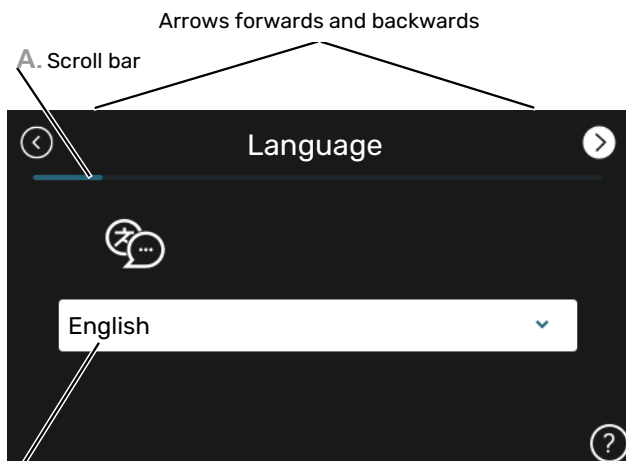 Arrows forwards and backwards
A. Scroll bar
Language
English
?